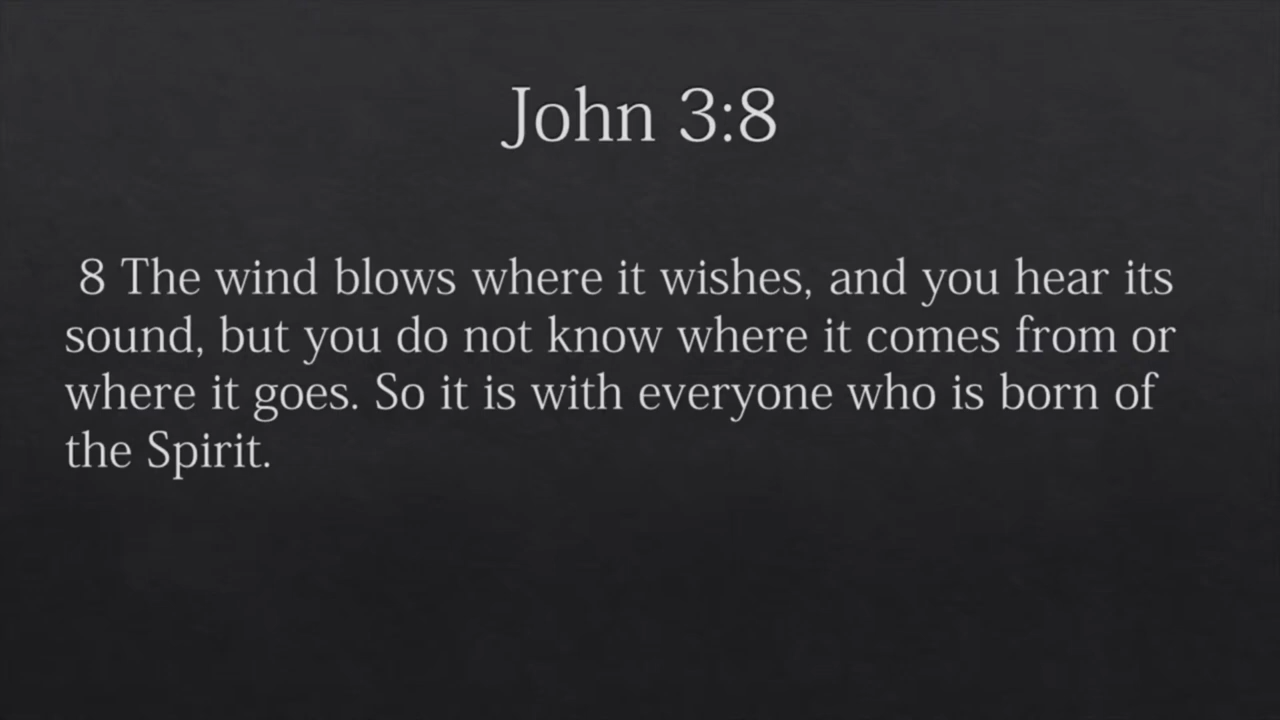 John 3:8
8 The wind blows where it wishes, and you hear its
sound, but you do not know where it comes from or
where it goes. So it is with everyone who is born of
the Spirit.